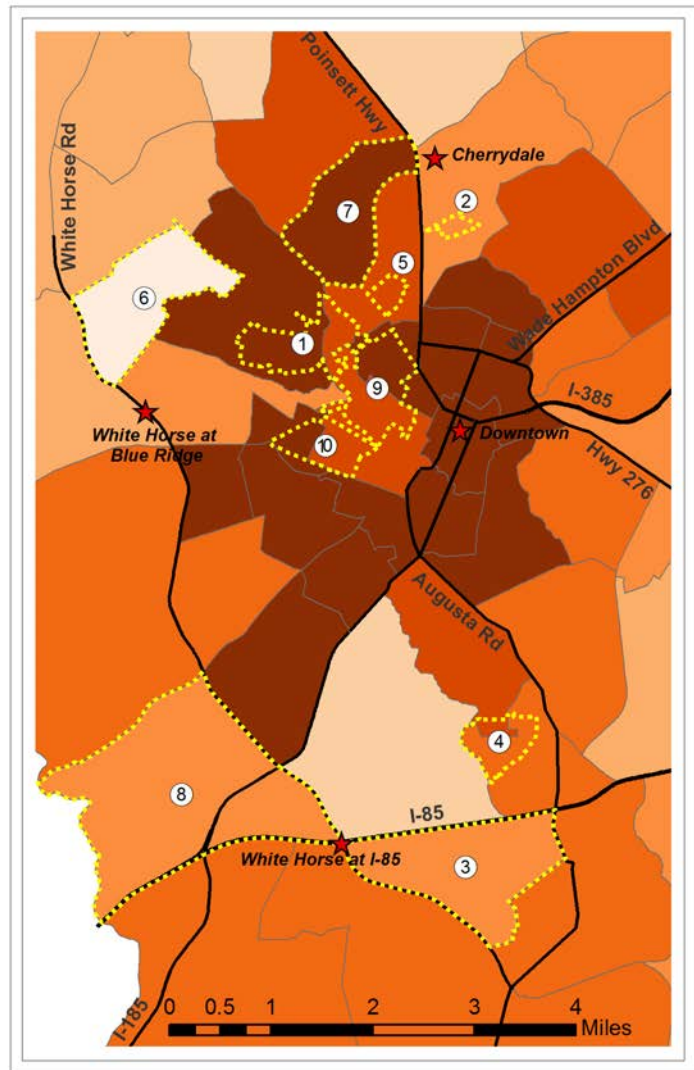 Poinsett Hwy
White Horse Rd
Cherrydale
2
7
Wade Hampton Blvd
5
6
1
9
I-385
White Horse at
Blue Ridge
10
Downtown
Hwy 276
Augusta Rd
4
8
I-85
White Horse at I-85
3
I-185
0 0.5 1 2 3 4
Miles